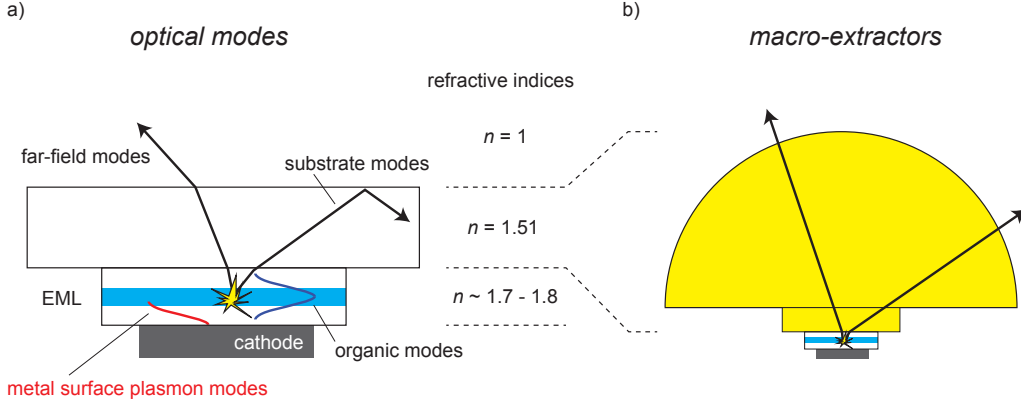 a)
optical modes
b)
macro-extractors
refractive indices
n = 1
far-field modes
substrate modes
n = 1.51
EML
n ~ 1.7 - 1.8
cathode
organic modes
metal surface plasmon modes